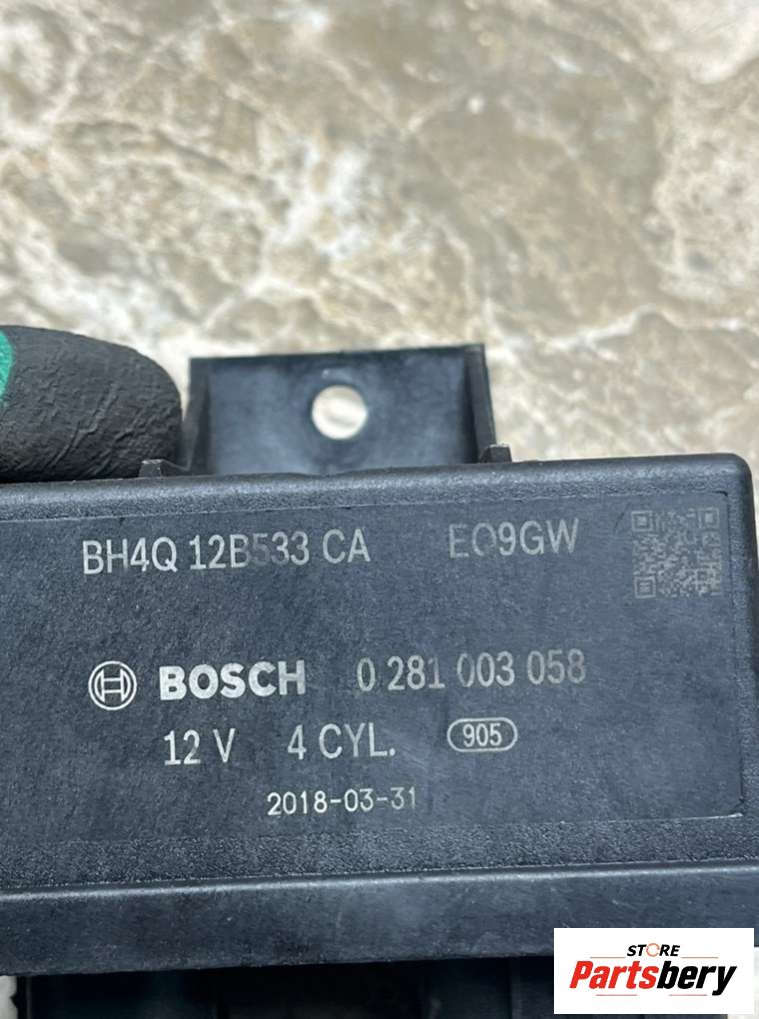 BH4Q 12B533 CA EO9GW
BOSCH 0 281 003 058
12 V 4 CYL. 905
2018-03-31
STORE
Partsbery